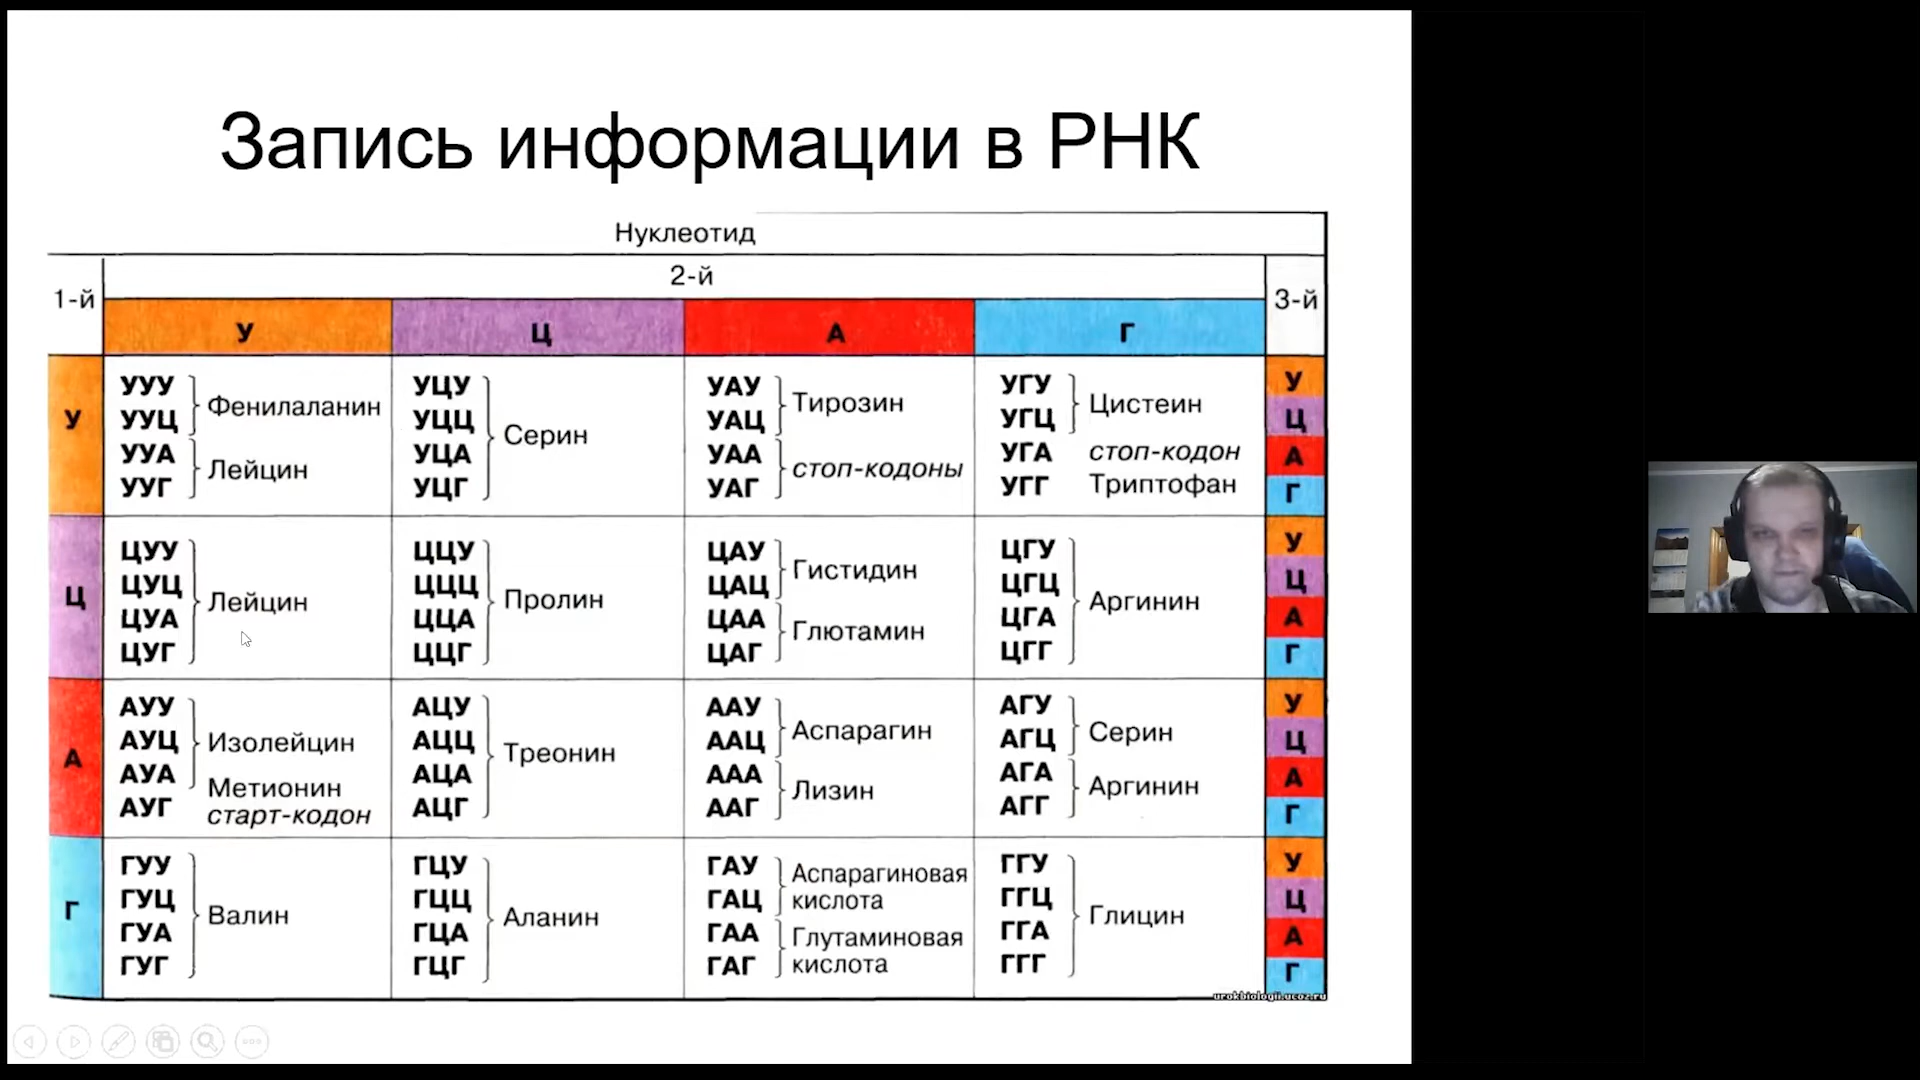 Запись информации в РНК
Нуклеотид
1-й
2-й
3-й
У
Ц
А
Г
У
УУУ
УУЦ
Фенилаланин
УУА
УУГ
Лейцин
УЦУ
УЦЦ
УЦА
УЦГ
Серин
УАУ
УАЦ
Тирозин
УАА
УАГ
стоп-кодоны
УГУ
УГЦ
Цистеин
УГА стоп-кодон
УГГ Триптофан
У
Ц
А
Г
Ц
ЦУУ
ЦУЦ
ЦУА
ЦУГ
Лейцин
ЦЦУ
ЦЦЦ
ЦЦА
ЦЦГ
Пролин
ЦАУ
ЦАЦ
Гистидин
ЦАА
ЦАГ
Глютамин
ЦГУ
ЦГЦ
ЦГА
ЦГГ
Аргинин
У
Ц
А
Г
А
АУУ
АУЦ
АУА
Изолейцин
АУГ
Метионин
старт-кодон
АЦУ
АЦЦ
АЦА
АЦГ
Треонин
ААУ
ААЦ
Аспарагин
ААА
ААГ
Лизин
АГУ
АГЦ
Серин
АГА
АГГ
Аргинин
У
Ц
А
Г
Г
ГУУ
ГУЦ
ГУА
ГУГ
Валин
ГЦУ
ГЦЦ
ГЦА
ГЦГ
Аланин
ГАУ
ГАЦ
Аспарагиновая
кислота
ГАА
ГАГ
Глутаминовая
кислота
ГГУ
ГГЦ
ГГА
ГГГ
Глицин
У
Ц
А
Г
urokbiologii.ucoz.ru